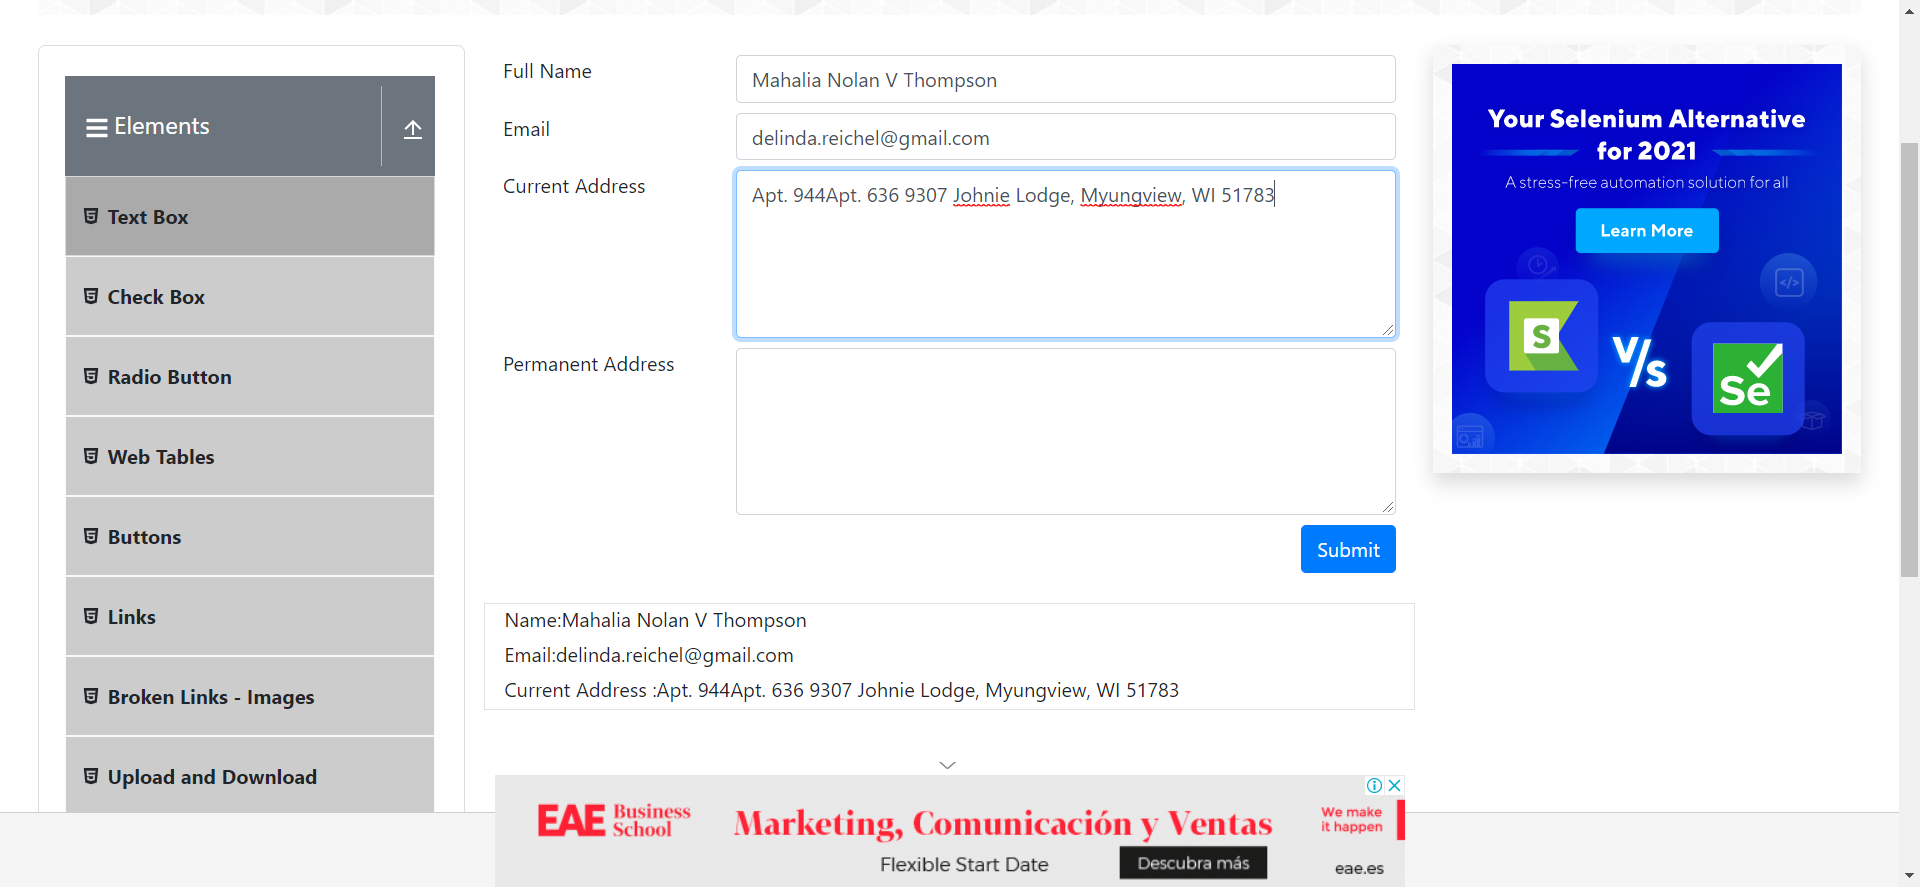 Elements
Text Box
Check Box
Radio Button
Web Tables
Buttons
Links
Broken Links - Images
Upload and Download
Full Name
Mahalia Nolan V Thompson
Email
delinda.reichel@gmail.com
Current Address
Apt. 944Apt. 636 9307 Johnie Lodge, Myungview, WI 51783
Permanent Address
Submit
Name:Mahalia Nolan V Thompson
Email:delinda.reichel@gmail.com
Current Address :Apt. 944Apt. 636 9307 Johnie Lodge, Myungview, WI 51783
Your Selenium Alternative
for 2021
A stress-free automation solution for all
Learn More
S
V/s
Se
</>
EAE Business
School
Marketing, Comunicación y Ventas
Flexible Start Date
Descubra más
We make
it happen
eae.es